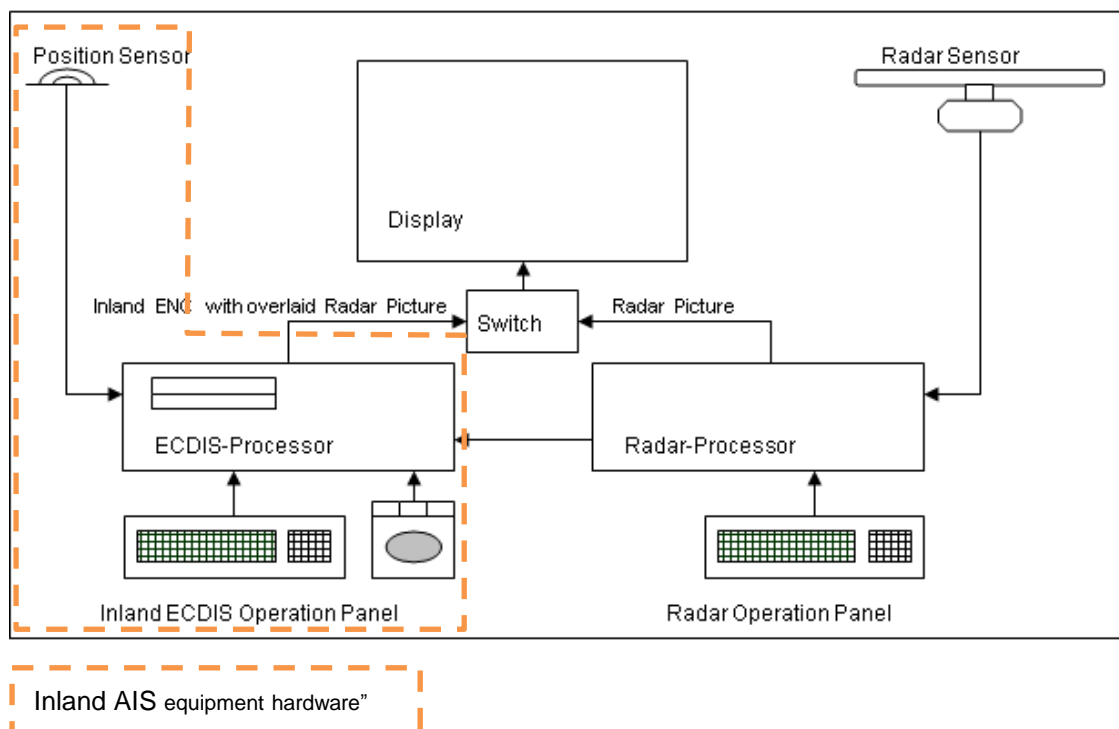 Position Sensor
Radar Sensor
Display
Inland ENC with overlaid Radar Picture
Switch
Radar Picture
ECDIS-Processor
Radar-Processor
Inland ECDIS Operation Panel
Radar Operation Panel
Inland AIS equipment hardware”